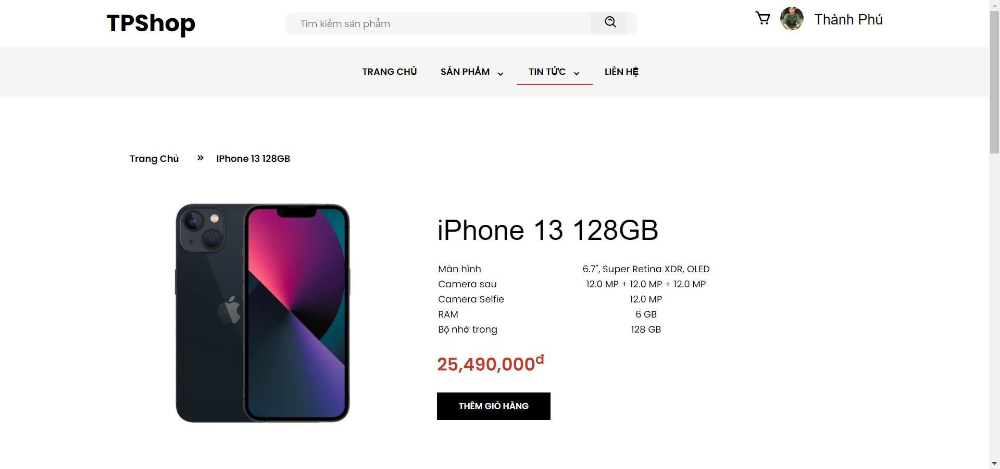 TPShop
Tìm kiếm sản phẩm
Thành Phú
TRANG CHỦ
SẢN PHẨM
TIN TỨC
LIÊN HỆ
Trang Chủ » IPhone 13 128GB
iPhone 13 128GB
Màn hình 6.7", Super Retina XDR, OLED
Camera sau 12.0 MP + 12.0 MP + 12.0 MP
Camera Selfie 12.0 MP
RAM 6 GB
Bộ nhớ trong 128 GB
25,490,000đ
THÊM GIỎ HÀNG